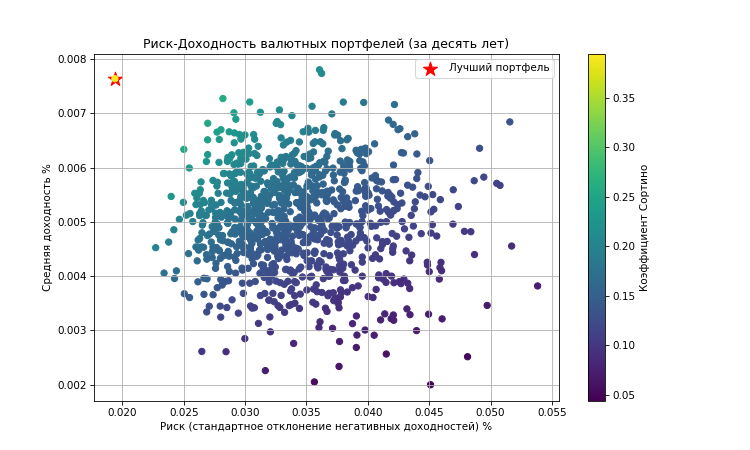 Риск-Доходность валютных портфелей (за десять лет)
Лучший портфель
Средняя доходность %
0.008
0.007
0.006
0.005
0.004
0.003
0.002
0.020 0.025 0.030 0.035 0.040 0.045 0.050 0.055
Риск (стандартное отклонение негативных доходностей) %
0.35
0.30
0.25
0.20
0.15
0.10
0.05
Коэффициент Сортино